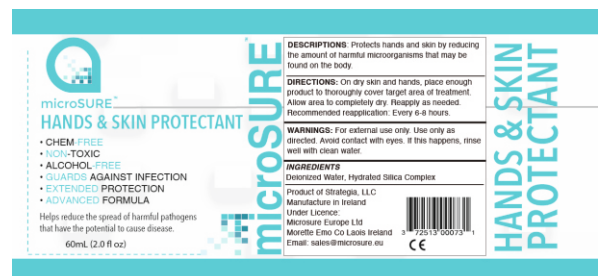 microSURE™
HANDS & SKIN PROTECTANT
• CHEM-FREE
• NON-TOXIC
• ALCOHOL-FREE
• GUARDS AGAINST INFECTION
• EXTENDED PROTECTION
• ADVANCED FORMULA
Helps reduce the spread of harmful pathogens
that have the potential to cause disease.
60mL (2.0 fl oz)
microSURE™
DESCRIPTIONS: Protects hands and skin by reducing
the amount of harmful microorganisms that may be
found on the body.
DIRECTIONS: On dry skin and hands, place enough
product to thoroughly cover target area of treatment.
Allow area to completely dry. Reapply as needed.
Recommended reapplication: Every 6-8 hours.
WARNINGS: For external use only. Use only as
directed. Avoid contact with eyes. If this happens, rinse
well with clean water.
INGREDIENTS
Deionized Water, Hydrated Silica Complex
Product of Strategia, LLC
Manufacture in Ireland
Under Licence:
Microsure Europe Ltd
Morette Emo Co Laois Ireland
Email: sales@microsure.eu
3 72513 00073 1
CE
HANDS & SKIN
PROTECTANT